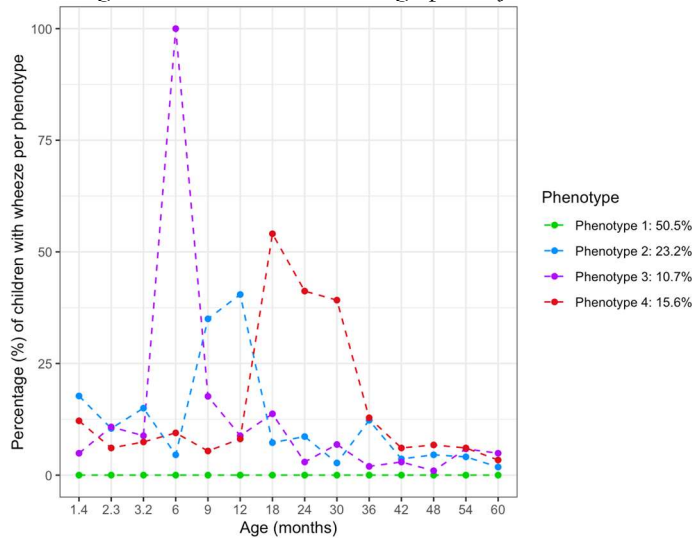 100
75
50
25
0
Percentage (%) of children with wheeze per phenotype
1.4 2.3 3.2 6 9 12 18 24 30 36 42 48 54 60
Age (months)
Phenotype
Phenotype 1: 50.5%
Phenotype 2: 23.2%
Phenotype 3: 10.7%
Phenotype 4: 15.6%